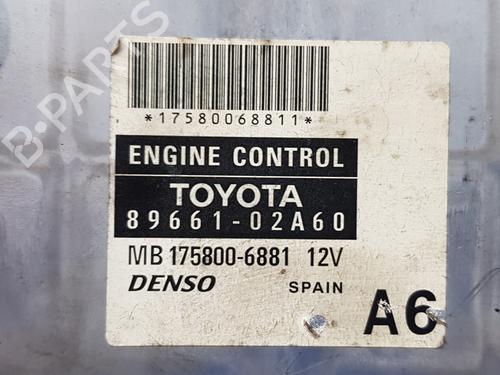 *17580068811*
ENGINE CONTROL
TOYOTA
89661-02A60
MB 175800-6881 12V
DENSO SPAIN
A6
B-PARTS